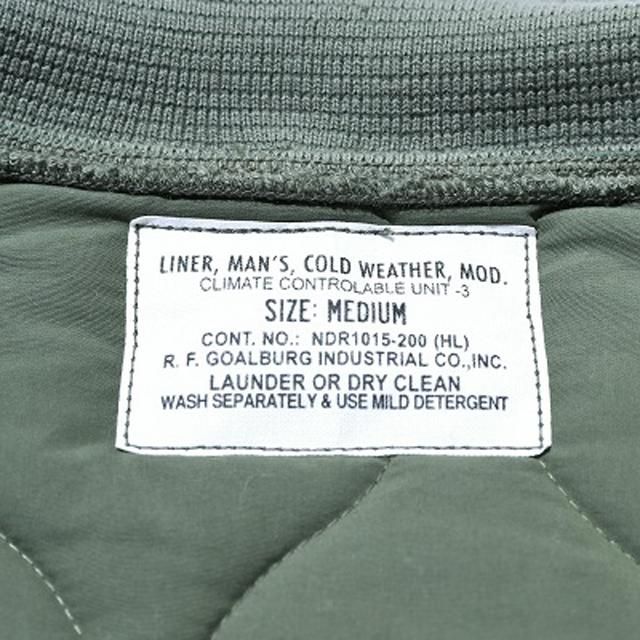 LINER, MAN'S, COLD WEATHER, MOD.
CLIMATE CONTROLABLE UNIT -3
SIZE: MEDIUM
CONT. NO.: NDR1015-200 (HL)
R. F. GOALBURG INDUSTRIAL CO.,INC.
LAUNDER OR DRY CLEAN
WASH SEPARATELY & USE MILD DETERGENT